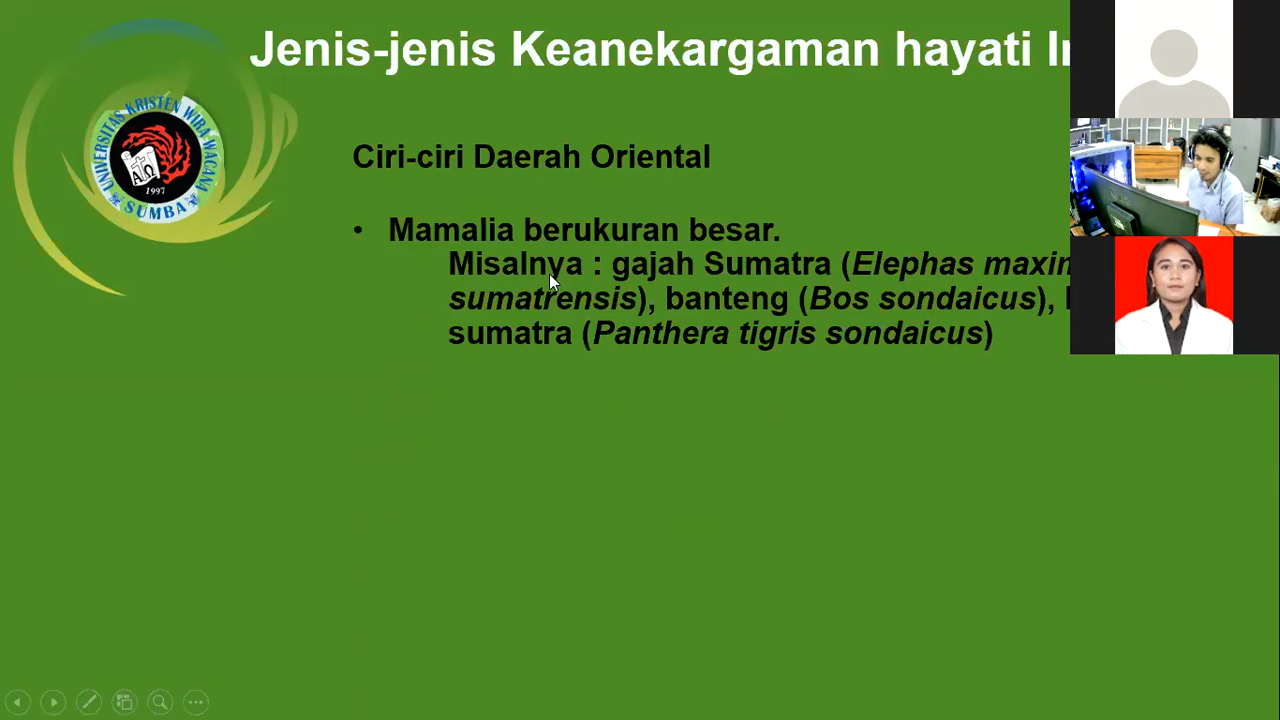 Jenis-jenis Keanekargaman hayati
UNIVERSITAS KRISTEN WIRA WACANA
AΩ
1997
SUMBA
Ciri-ciri Daerah Oriental
• Mamalia berukuran besar.
Misalnya : gajah Sumatra (Elephas
sumatrensis), banteng (Bos sondaicus),
sumatra (Panthera tigris sondaicus)